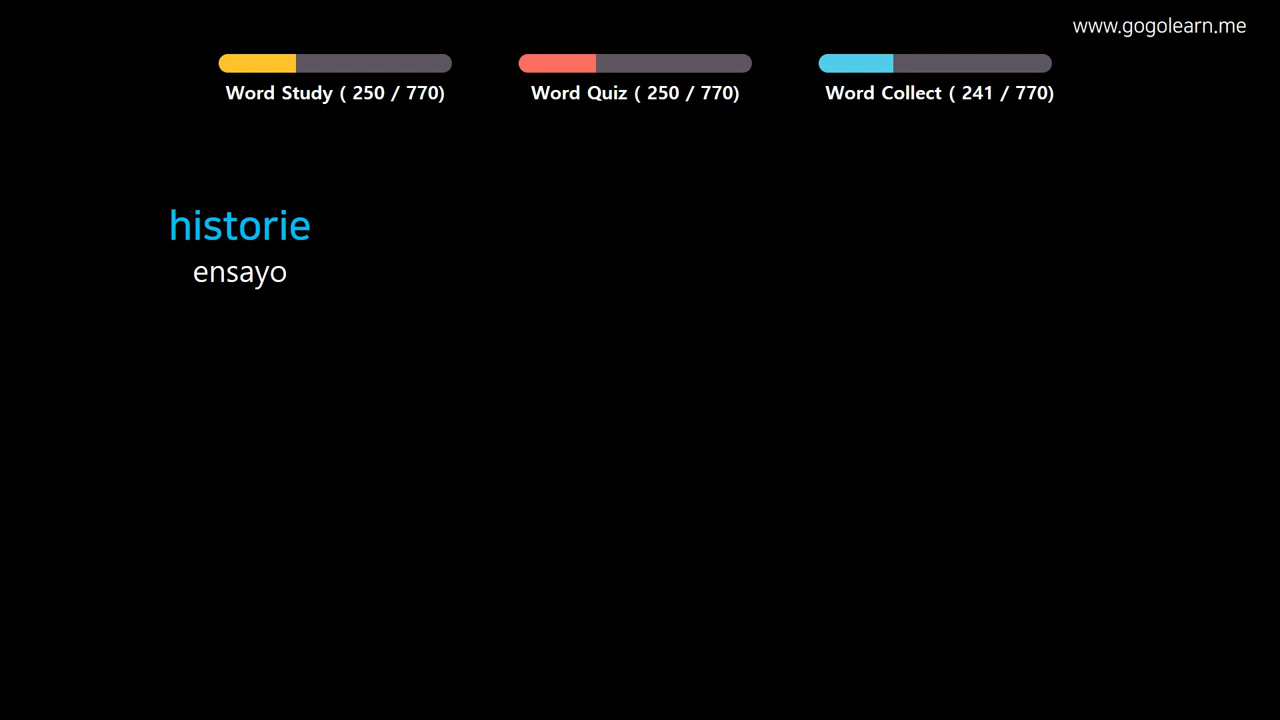 www.gogolearn.me
Word Study ( 250 / 770)
Word Quiz ( 250 / 770)
Word Collect ( 241 / 770)
historie
ensayo